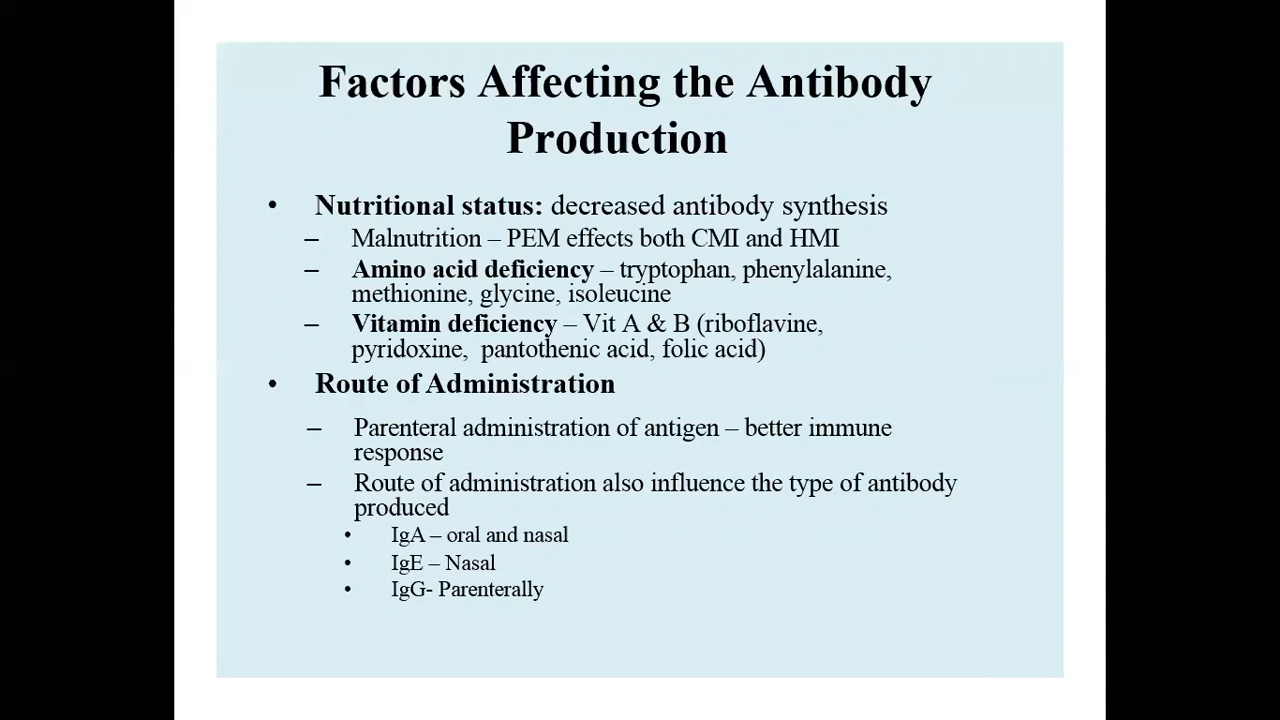 Factors Affecting the Antibody
Production
• Nutritional status: decreased antibody synthesis
– Malnutrition – PEM effects both CMI and HMI
– Amino acid deficiency – tryptophan, phenylalanine,
methionine, glycine, isoleucine
– Vitamin deficiency – Vit A & B (riboflavine,
pyridoxine, pantothenic acid, folic acid)
• Route of Administration
– Parenteral administration of antigen – better immune
response
– Route of administration also influence the type of antibody
produced
• IgA – oral and nasal
• IgE – Nasal
• IgG- Parenterally